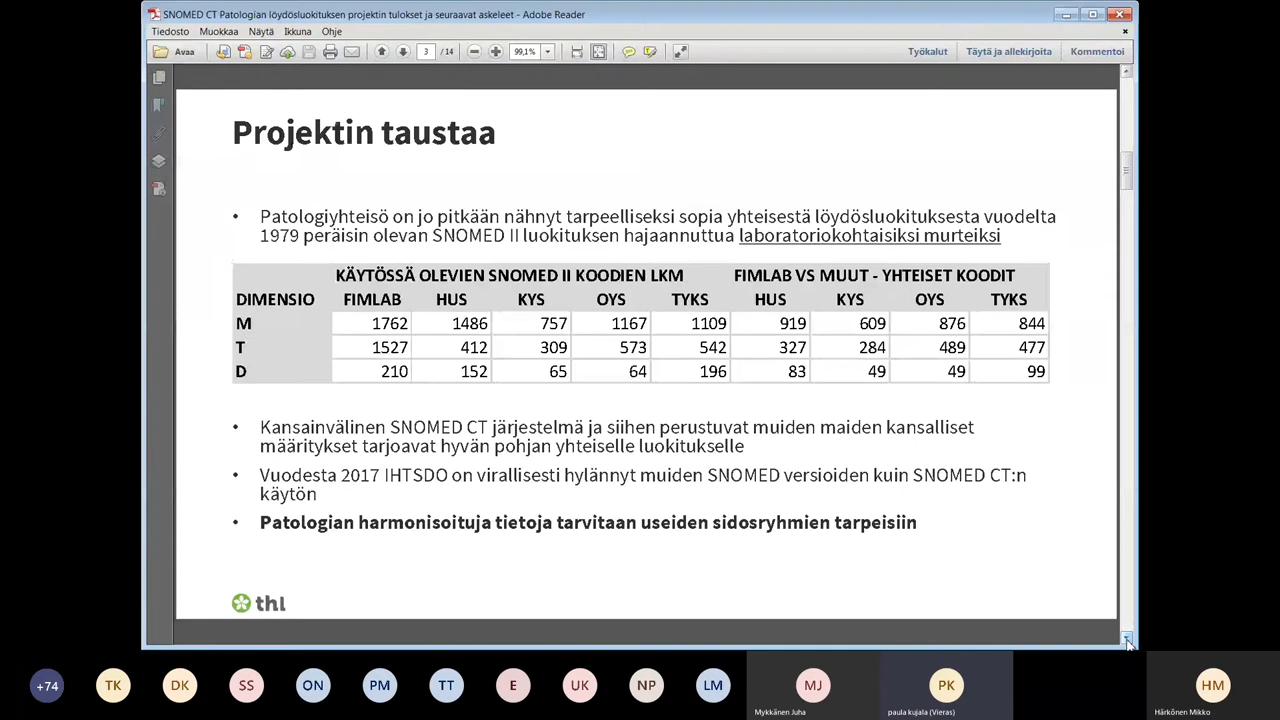 SNOMED CT Patologian löydösluokituksen projektin tulokset ja seuraavat askeleet - Adobe Reader
Tiedosto Muokkaa Näytä Ikkuna Ohje
Avaa 3 / 14 99,1% Työkalut Täytä ja allekirjoita Kommentoi
Projektin taustaa
• Patologiyhteisö on jo pitkään nähnyt tarpeelliseksi sopia yhteisestä löydösluokituksesta vuodelta
1979 peräisin olevan SNOMED II luokituksen hajaannuttua laboratoriokohtaisiksi murteiksi
KÄYTÖSSÄ OLEVIEN SNOMED II KOODIEN LKM FIMLAB VS MUUT - YHTEISET KOODIT
DIMENSIO FIMLAB HUS KYS OYS TYKS HUS KYS OYS TYKS
M 1762 1486 757 1167 1109 919 609 876 844
T 1527 412 309 573 542 327 284 489 477
D 210 152 65 64 196 83 49 49 99
• Kansainvälinen SNOMED CT järjestelmä ja siihen perustuvat muiden maiden kansalliset
määritykset tarjoavat hyvän pohjan yhteiselle luokitukselle
• Vuodesta 2017 IHTSDO on virallisesti hylännyt muiden SNOMED versioiden kuin SNOMED CT:n
käytön
• Patologian harmonisoituja tietoja tarvitaan useiden sidosryhmien tarpeisiin
thl
+74 TK DK SS ON PM TT E UK NP LM MJ PK HM
Mykkänen Juha paula kujala (Vieras) Härkönen Mikko